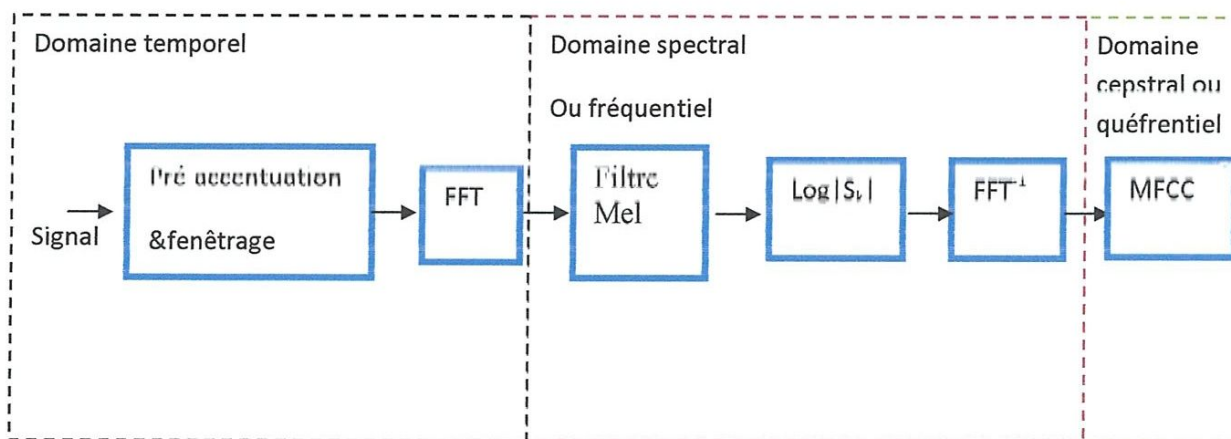 Domaine temporel
Domaine spectral
Ou fréquentiel
Domaine
cepstral ou
quéfrentiel
Signal
Pré accentuation
&fenêtrage
FFT
Filtre
Mel
Log|Sₖ|
FFT⁻¹
MFCC